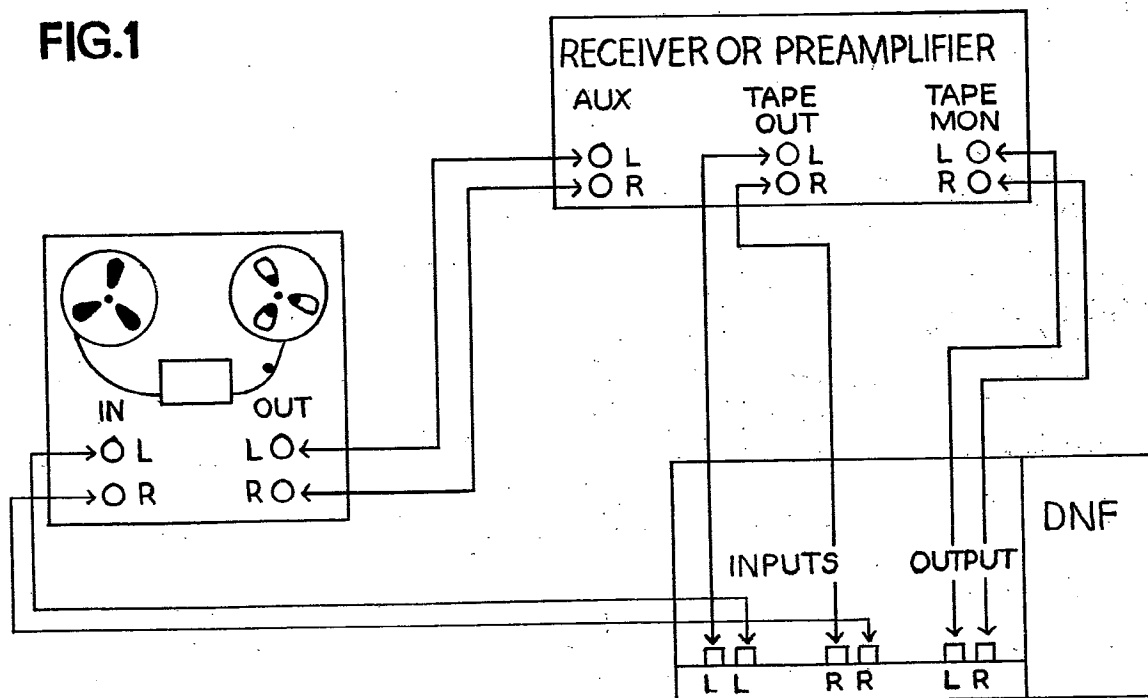 FIG.1
RECEIVER OR PREAMPLIFIER
AUX
TAPE OUT
TAPE MON
L
L
L
R
R
R
IN
OUT
L
L
R
R
DNF
INPUTS
OUTPUT
L L
R R
L R